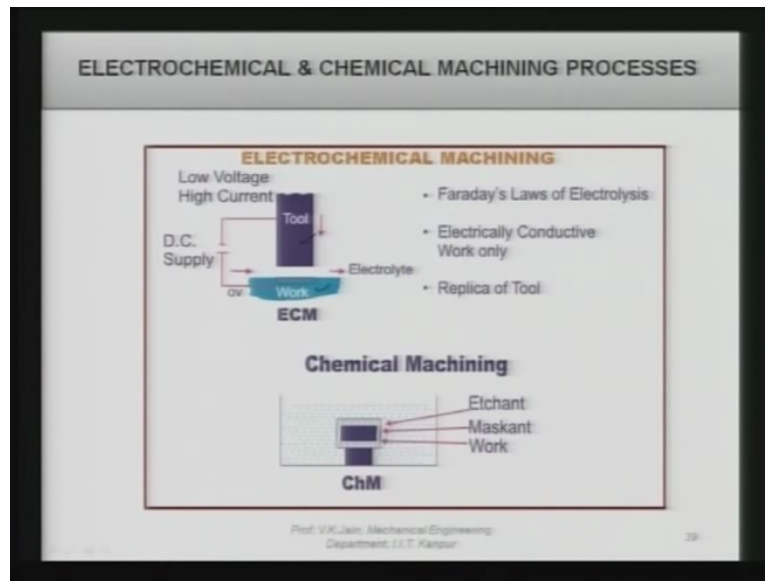 ELECTROCHEMICAL & CHEMICAL MACHINING PROCESSES
ELECTROCHEMICAL MACHINING
Low Voltage
High Current
Tool
D.C.
Supply
Electrolyte
Work
ECM
- Faraday's Laws of Electrolysis
- Electrically Conductive
Work only
- Replica of Tool
Chemical Machining
Etchant
Maskant
Work
ChM
Prof. V.K.Jain, Mechanical Engineering
Department, I.I.T. Kanpur
39